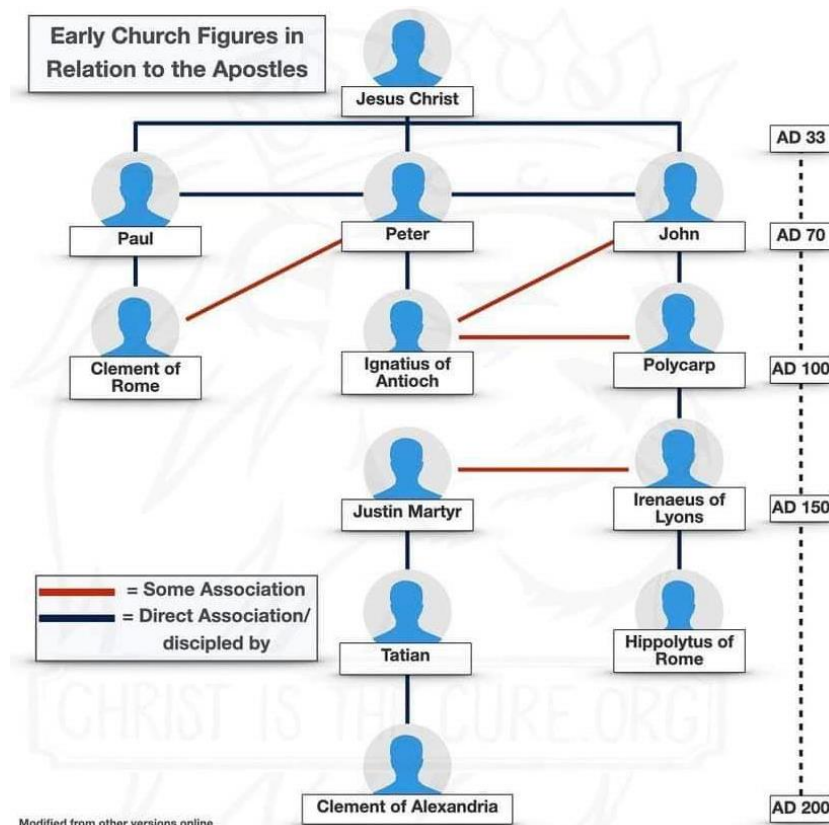 Early Church Figures in
Relation to the Apostles
Jesus Christ
AD 33
Paul
Peter
John
AD 70
Clement of
Rome
Ignatius of
Antioch
Polycarp
AD 100
Justin Martyr
Irenaeus of
Lyons
AD 150
= Some Association
= Direct Association/
discipled by
Tatian
Hippolytus of
Rome
CHRIST IS THE CURE.ORG
Clement of Alexandria
AD 200
Modified from other versions online